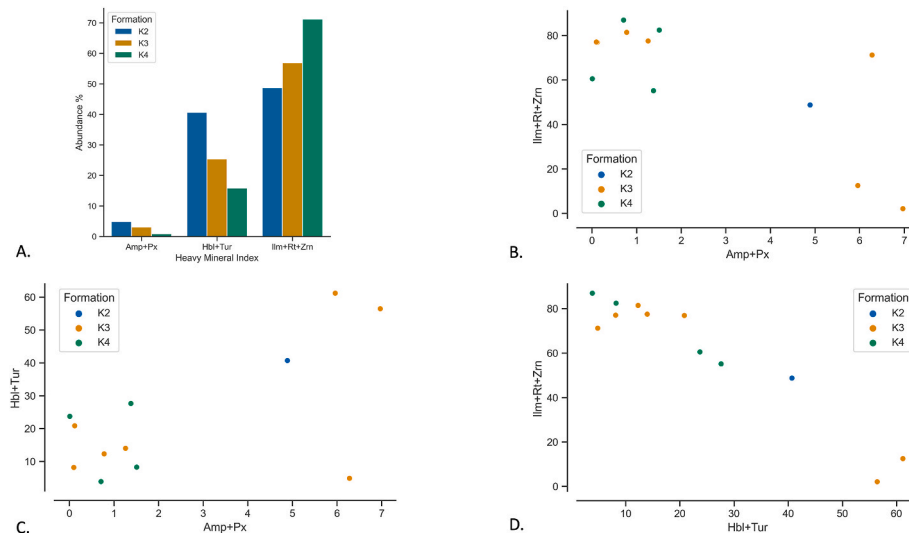 Formation
K2
K3
K4
70
60
50
40
30
20
10
0
Abundance %
Amp+Px
Hbl+Tur
Ilm+Rt+Zrn
Heavy Mineral Index
A.
80
60
40
20
0
Ilm+Rt+Zrn
Formation
K2
K3
K4
0 1 2 3 4 5 6 7
Amp+Px
B.
Formation
K2
K3
K4
60
50
40
30
20
10
Hbl+Tur
0 1 2 3 4 5 6 7
Amp+Px
C.
Formation
K2
K3
K4
80
60
40
20
0
Ilm+Rt+Zrn
10 20 30 40 50 60
Hbl+Tur
D.